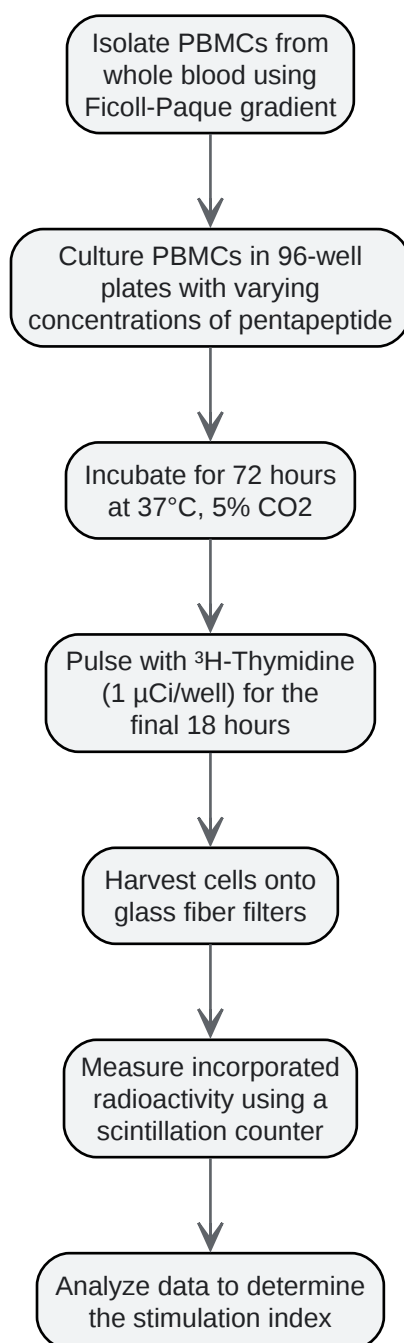 Isolate PBMCs from
whole blood using
Ficoll-Paque gradient
Culture PBMCs in 96-well
plates with varying
concentrations of pentapeptide
Incubate for 72 hours
at 37°C, 5% CO2
Pulse with ³H-Thymidine
(1 µCi/well) for the
final 18 hours
Harvest cells onto
glass fiber filters
Measure incorporated
radioactivity using a
scintillation counter
Analyze data to determine
the stimulation index